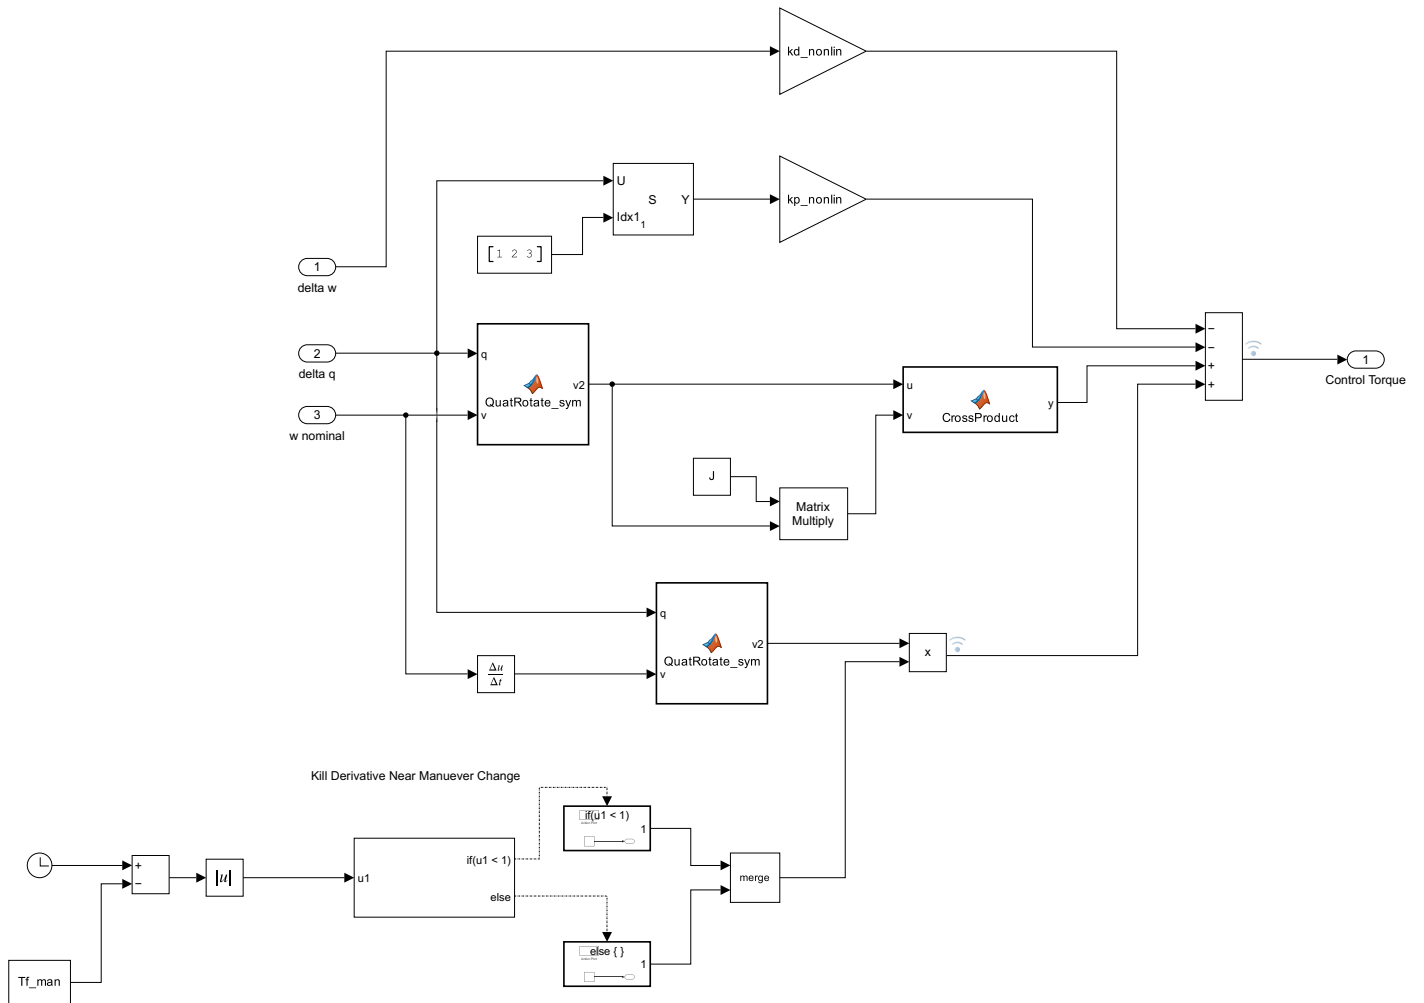 kd_nonlin
U
S
Y
Idx1
1
kp_nonlin
[1 2 3]
1
delta w
2
delta q
q
v2
QuatRotate_sym
v
3
w nominal
u
v
y
CrossProduct
−
−
+
+
1
Control Torque
J
Matrix
Multiply
q
v2
QuatRotate_sym
v
Δu
Δt
x
Kill Derivative Near Manuever Change
+
−
|u|
u1
if(u1 < 1)
else
if(u1 < 1)
1
merge
else { }
1
Tf_man